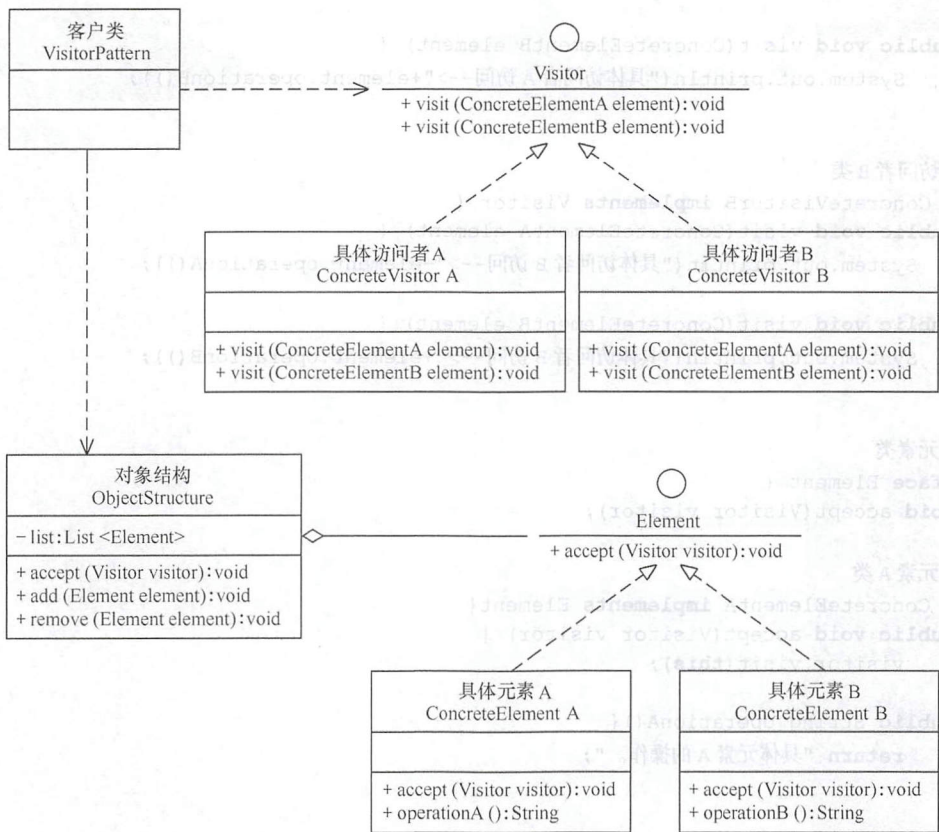 客户类
VisitorPattern
Visitor
+ visit (ConcreteElementA element): void
+ visit (ConcreteElementB element): void
具体访问者A
ConcreteVisitor A
+ visit (ConcreteElementA element): void
+ visit (ConcreteElementB element): void
具体访问者B
ConcreteVisitor B
+ visit (ConcreteElementA element): void
+ visit (ConcreteElementB element): void
对象结构
ObjectStructure
– list: List <Element>
+ accept (Visitor visitor): void
+ add (Element element): void
+ remove (Element element): void
Element
+ accept (Visitor visitor): void
具体元素 A
ConcreteElement A
+ accept (Visitor visitor): void
+ operationA (): String
具体元素 B
ConcreteElement B
+ accept (Visitor visitor): void
+ operationB (): String